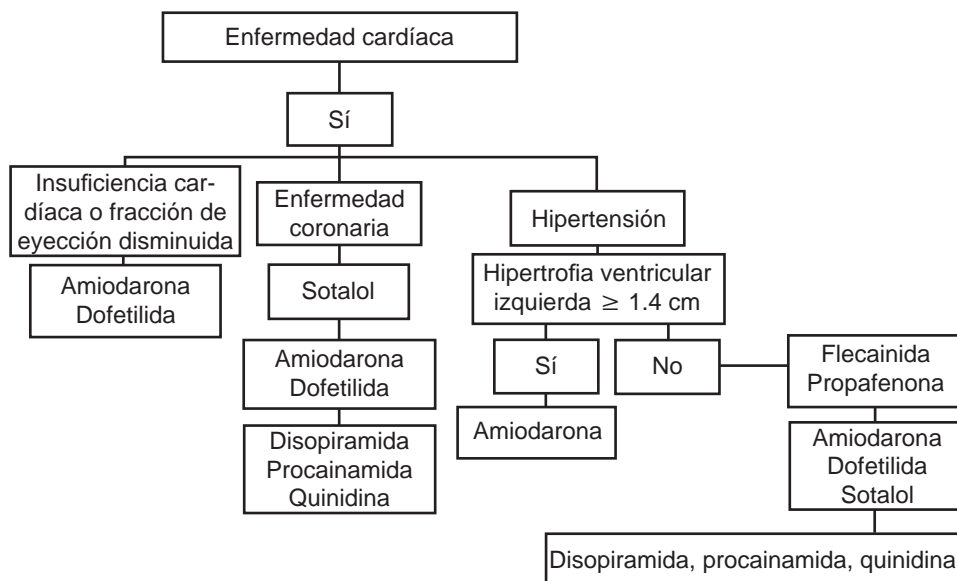 Enfermedad cardíaca
Sí
Insuficiencia car-
díaca o fracción de
eyección disminuida
Amiodarona
Dofetilida
Enfermedad
coronaria
Sotalol
Amiodarona
Dofetilida
Disopiramida
Procainamida
Quinidina
Hipertensión
Hipertrofia ventricular
izquierda ≥ 1.4 cm
Sí
Amiodarona
No
Flecainida
Propafenona
Amiodarona
Dofetilida
Sotalol
Disopiramida, procainamida, quinidina